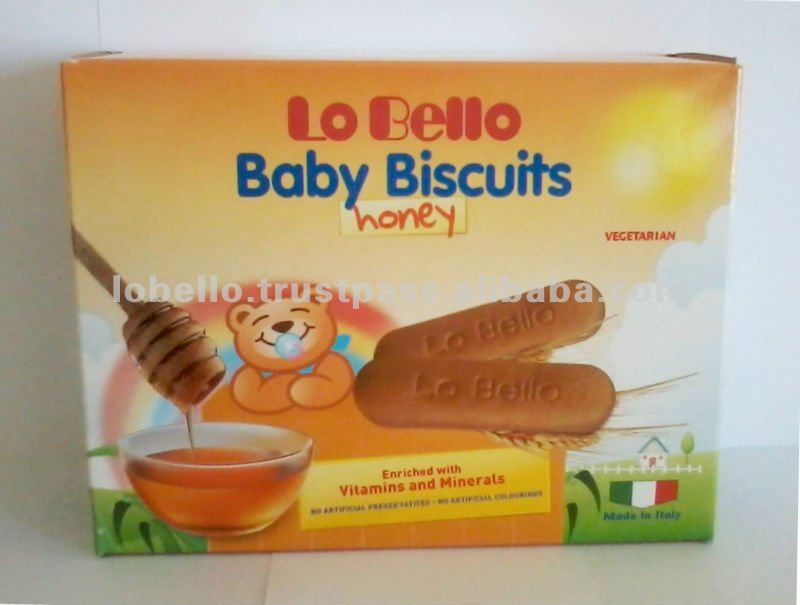 Lo Bello
Baby Biscuits
honey
VEGETARIAN
lobello.trustpass.alibaba.com
Lo Bello
Lo Bello
Enriched with
Vitamins and Minerals
NO ARTIFICIAL PRESERVATIVES - NO ARTIFICIAL COLOURINGS
Made in Italy